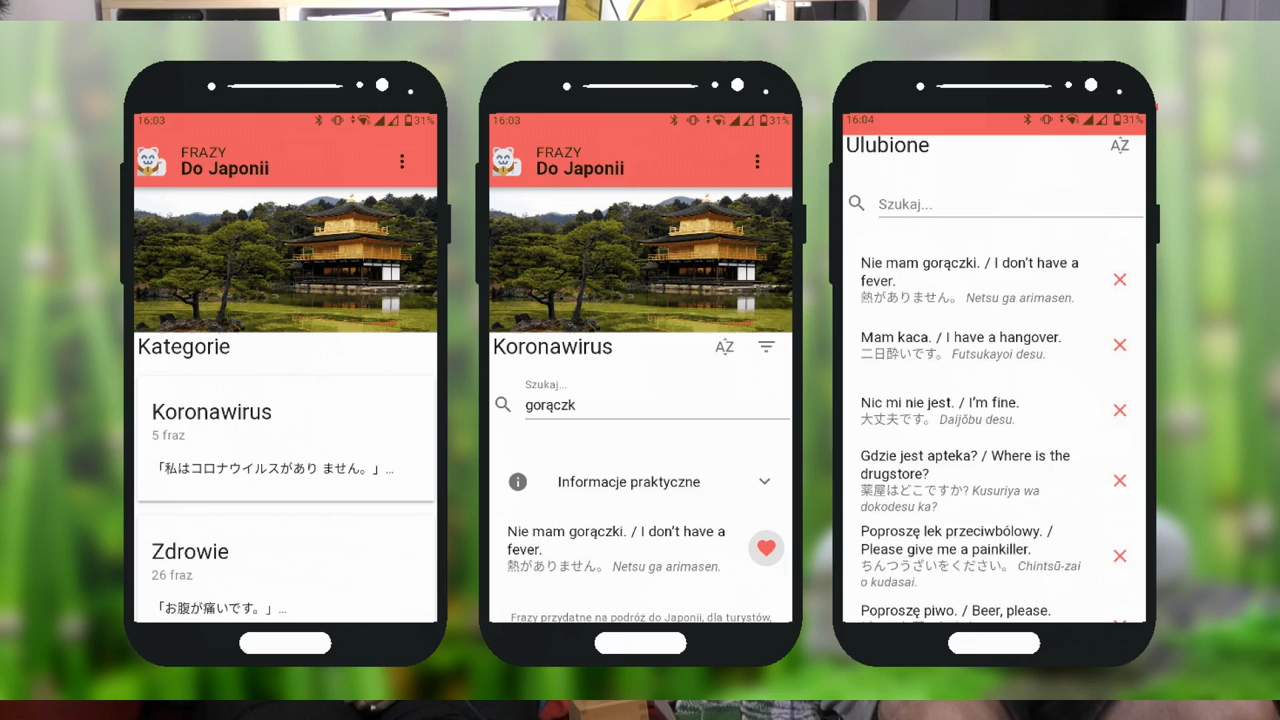 16:03
31%
FRAZY
Do Japonii
Kategorie
Koronawirus
5 fraz
「私はコロナウイルスがあり ません。」...
Zdrowie
26 fraz
「お腹が痛いです。」...
16:03
31%
FRAZY
Do Japonii
Koronawirus
AZ
Szukaj...
gorączk
Informacje praktyczne
Nie mam gorączki. / I don’t have a
fever.
熱がありません。 Netsu ga arimasen.
Frazy przydatne na podróż do Japonii, dla turystów,
16:04
31%
Ulubione
AZ
Szukaj...
Nie mam gorączki. / I don’t have a
fever.
熱がありません。 Netsu ga arimasen.
Mam kaca. / I have a hangover.
二日酔いです。 Futsukayoi desu.
Nic mi nie jest. / I’m fine.
大丈夫です。 Daijōbu desu.
Gdzie jest apteka? / Where is the
drugstore?
薬屋はどこですか? Kusuriya wa
dokodesu ka?
Poproszę lek przeciwbólowy. /
Please give me a painkiller.
ちんつうざいをください。 Chintsū-zai
o kudasai.
Poproszę piwo. / Beer, please.